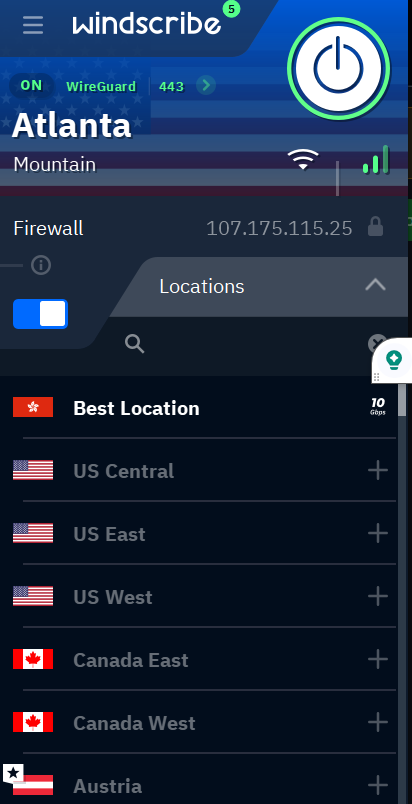 windscribe
5
ON WireGuard 443
Atlanta
Mountain
Firewall 107.175.115.25
Locations
Best Location 10 Gbps
US Central
US East
US West
Canada East
Canada West
Austria